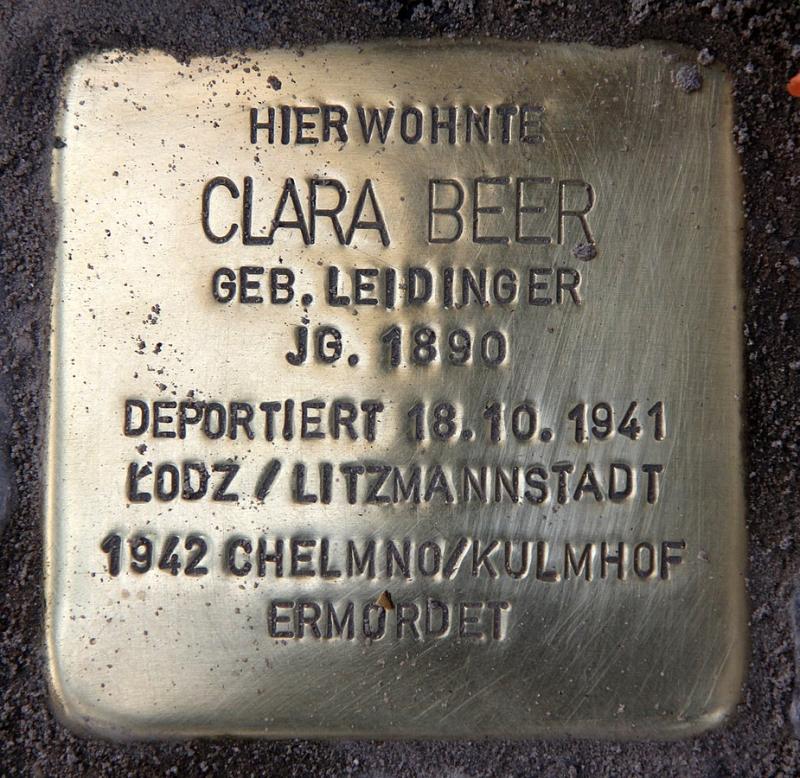 HIER WOHNTE
CLARA BEER
GEB. LEIDINGER
JG. 1890
DEPORTIERT 18.10.1941
ŁODZ / LITZMANNSTADT
1942 CHELMNO/KULMHOF
ERMORDET